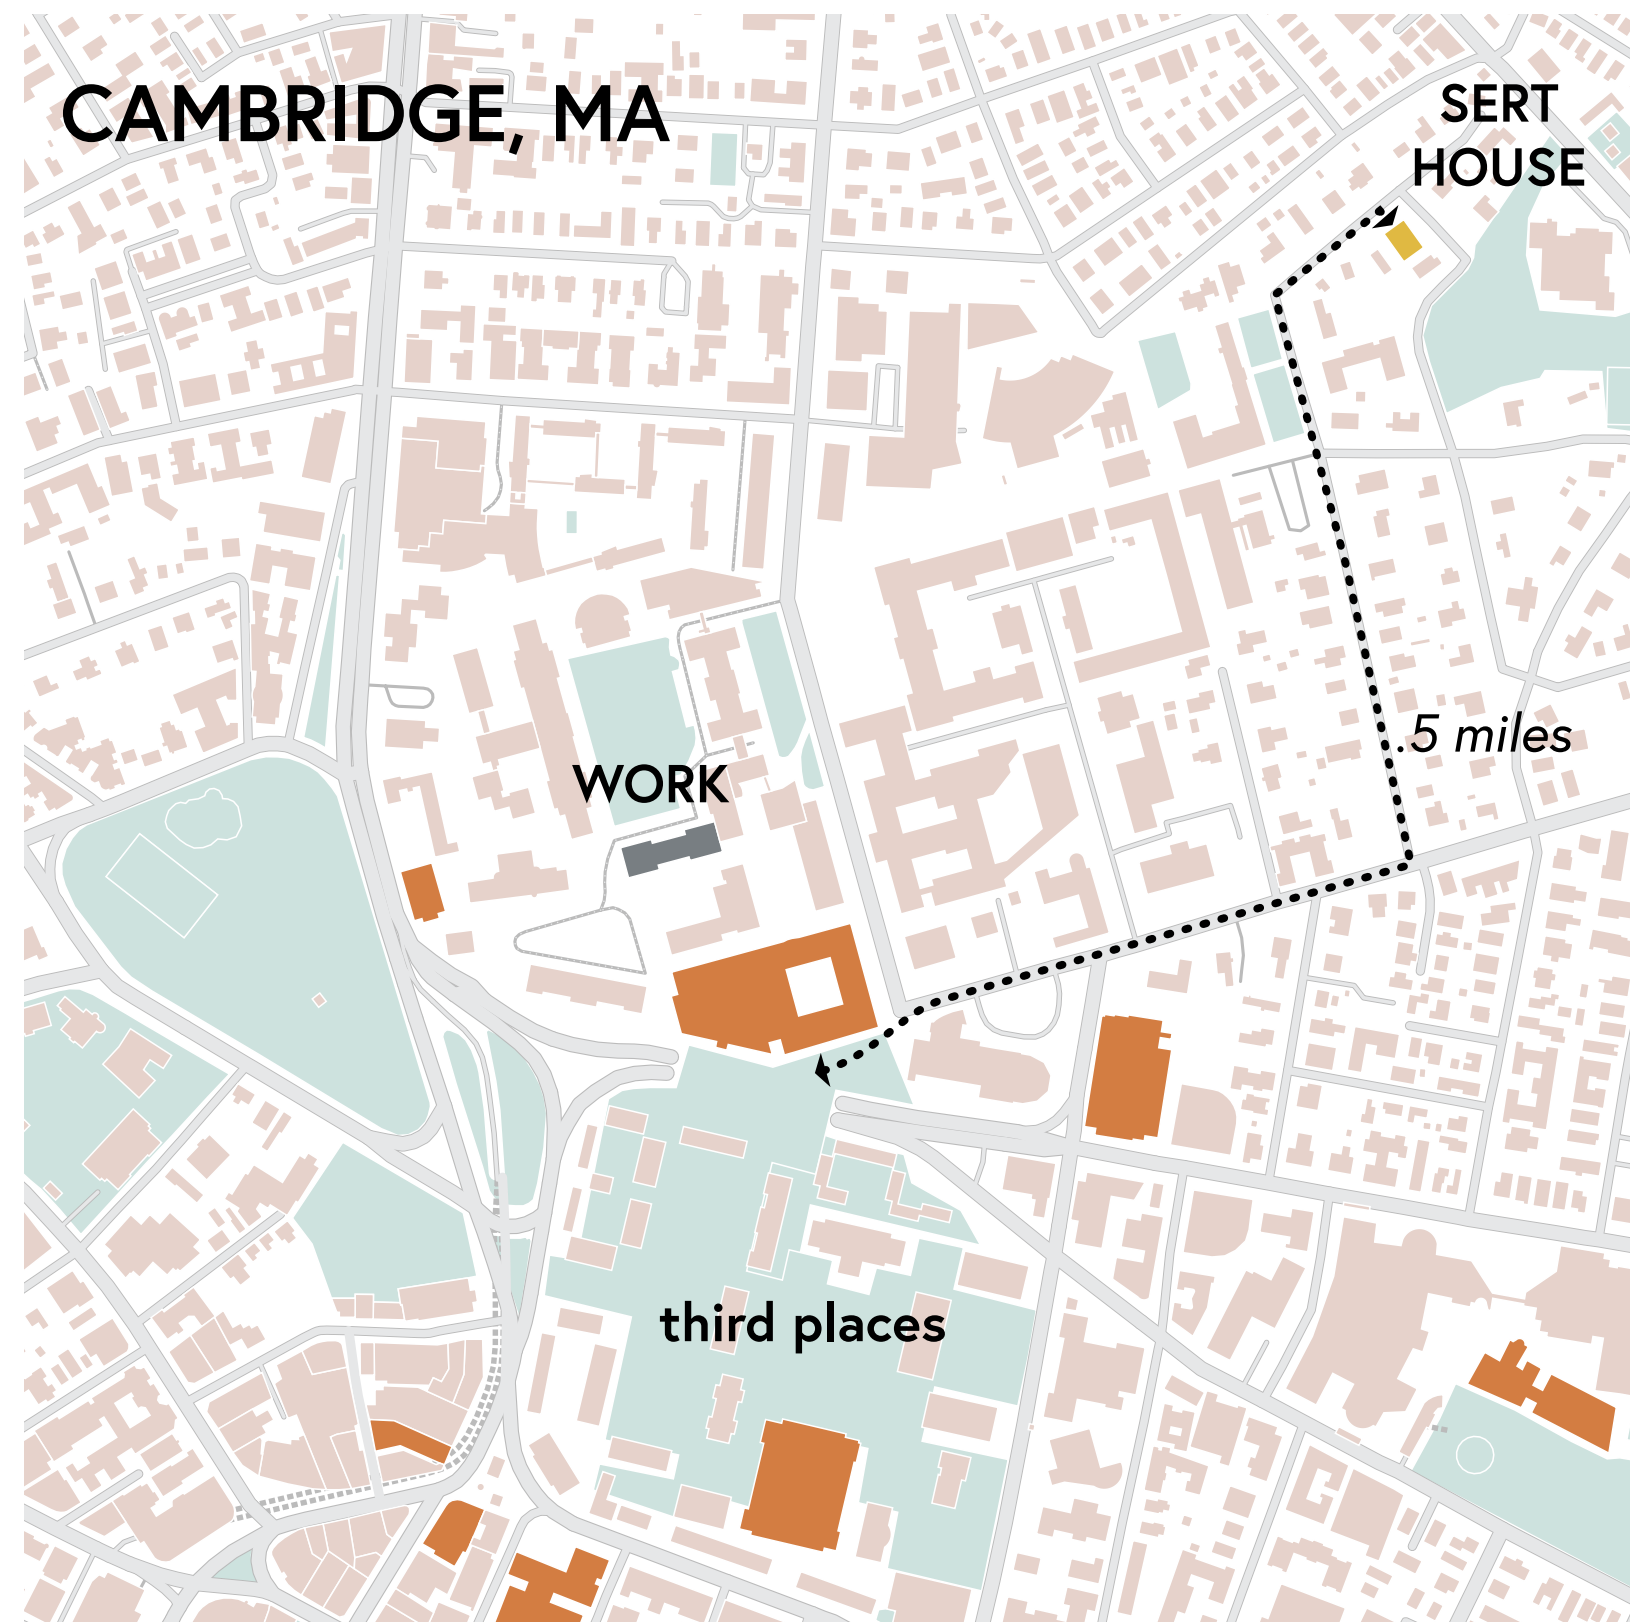 CAMBRIDGE, MA
SERT
HOUSE
.5 miles
WORK
third places